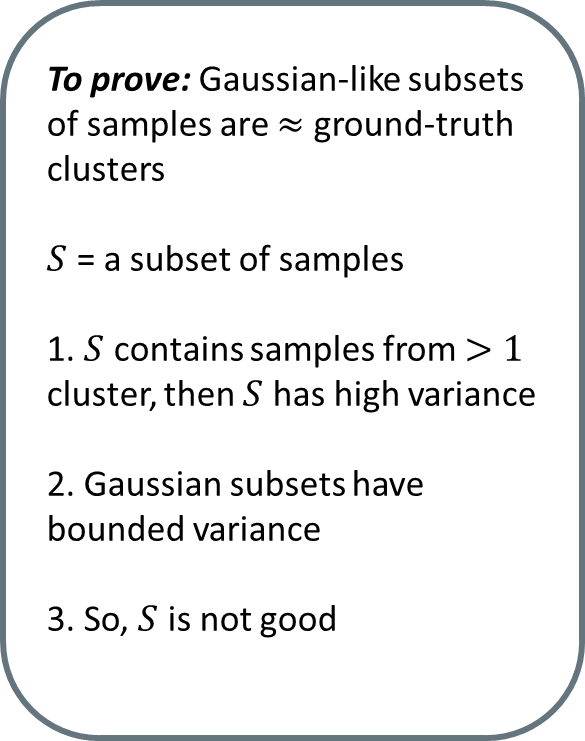 To prove: Gaussian-like subsets
of samples are ≈ ground-truth
clusters
S = a subset of samples
1. S contains samples from > 1
cluster, then S has high variance
2. Gaussian subsets have
bounded variance
3. So, S is not good